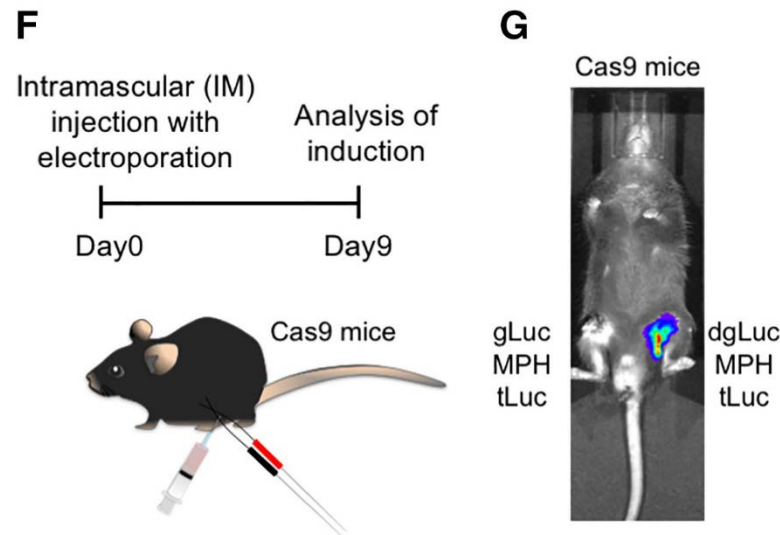 F
Intramascular (IM)
injection with
electroporation
Analysis of
induction
Day0
Day9
Cas9 mice
G
Cas9 mice
gLuc
MPH
tLuc
dgLuc
MPH
tLuc